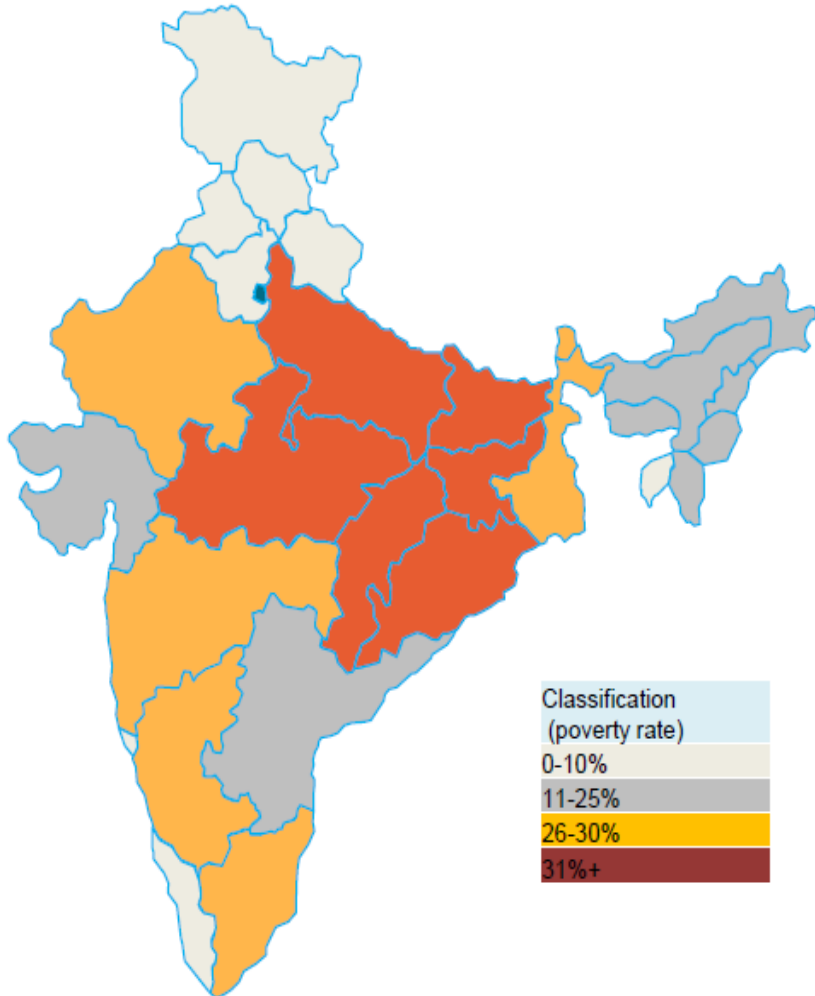 Classification
(poverty rate)
0-10%
11-25%
26-30%
31%+